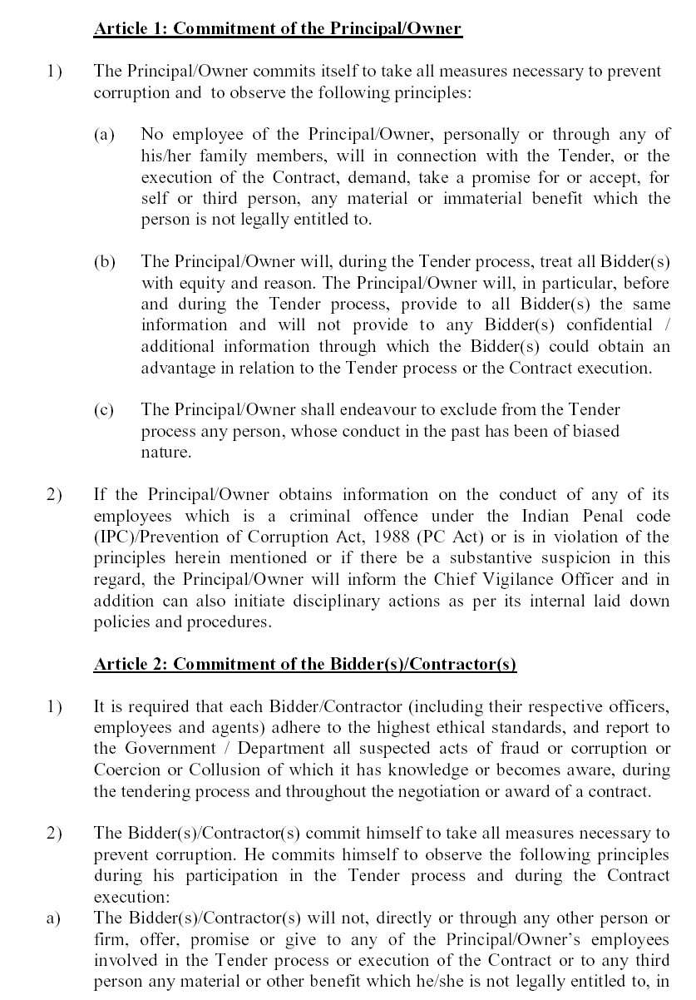 Article 1: Commitment of the Principal/Owner
1) The Principal/Owner commits itself to take all measures necessary to prevent
corruption and to observe the following principles:
(a) No employee of the Principal/Owner, personally or through any of
his/her family members, will in connection with the Tender, or the
execution of the Contract, demand, take a promise for or accept, for
self or third person, any material or immaterial benefit which the
person is not legally entitled to.
(b) The Principal/Owner will, during the Tender process, treat all Bidder(s)
with equity and reason. The Principal/Owner will, in particular, before
and during the Tender process, provide to all Bidder(s) the same
information and will not provide to any Bidder(s) confidential /
additional information through which the Bidder(s) could obtain an
advantage in relation to the Tender process or the Contract execution.
(c) The Principal/Owner shall endeavour to exclude from the Tender
process any person, whose conduct in the past has been of biased
nature.
2) If the Principal/Owner obtains information on the conduct of any of its
employees which is a criminal offence under the Indian Penal code
(IPC)/Prevention of Corruption Act, 1988 (PC Act) or is in violation of the
principles herein mentioned or if there be a substantive suspicion in this
regard, the Principal/Owner will inform the Chief Vigilance Officer and in
addition can also initiate disciplinary actions as per its internal laid down
policies and procedures.
Article 2: Commitment of the Bidder(s)/Contractor(s)
1) It is required that each Bidder/Contractor (including their respective officers,
employees and agents) adhere to the highest ethical standards, and report to
the Government / Department all suspected acts of fraud or corruption or
Coercion or Collusion of which it has knowledge or becomes aware, during
the tendering process and throughout the negotiation or award of a contract.
2) The Bidder(s)/Contractor(s) commit himself to take all measures necessary to
prevent corruption. He commits himself to observe the following principles
during his participation in the Tender process and during the Contract
execution:
a) The Bidder(s)/Contractor(s) will not, directly or through any other person or
firm, offer, promise or give to any of the Principal/Owner's employees
involved in the Tender process or execution of the Contract or to any third
person any material or other benefit which he/she is not legally entitled to, in